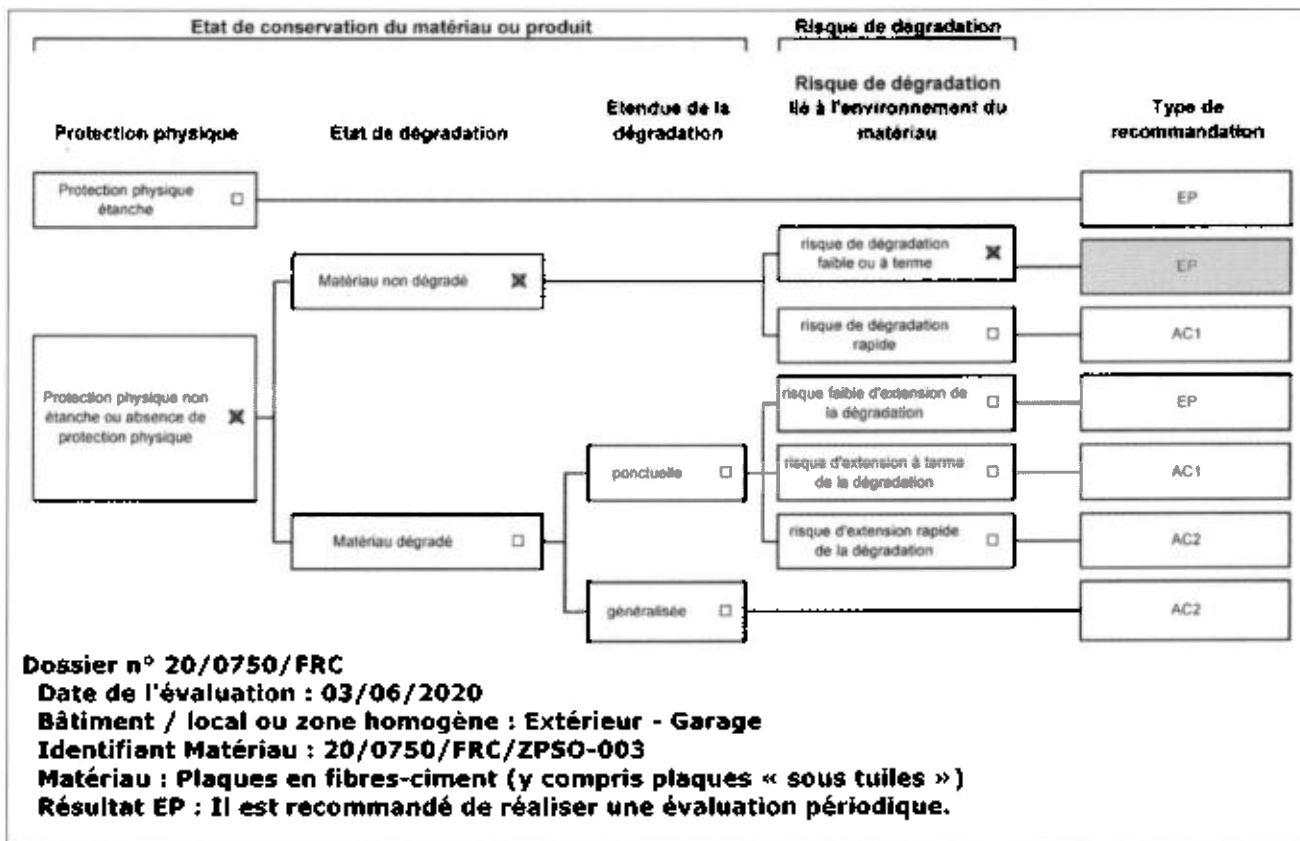 Etat de conservation du matériau ou produit
Risque de dégradation
Protection physique
Etat de dégradation
Étendue de la
dégradation
Risque de dégradation
lié à l'environnement du
matériau
Type de
recommandation
Protection physique
étanche
EP
risque de dégradation
faible ou à terme
EP
Matériau non dégradé
risque de dégradation
rapide
AC1
Protection physique non
étanche ou absence de
protection physique
risque faible d'extension de
la dégradation
EP
ponctuelle
risque d'extension à terme
de la dégradation
AC1
Matériau dégradé
risque d'extension rapide
de la dégradation
AC2
généralisée
AC2
Dossier n° 20/0750/FRC
Date de l'évaluation : 03/06/2020
Bâtiment / local ou zone homogène : Extérieur - Garage
Identifiant Matériau : 20/0750/FRC/ZPSO-003
Matériau : Plaques en fibres-ciment (y compris plaques « sous tuiles »)
Résultat EP : Il est recommandé de réaliser une évaluation périodique.